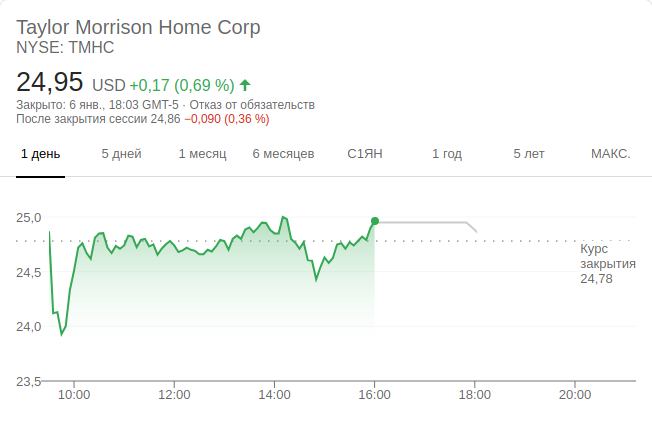 Taylor Morrison Home Corp
NYSE: TMHC
24,95 USD +0,17 (0,69 %)
Закрыто: 6 янв., 18:03 GMT-5 · Отказ от обязательств
После закрытия сессии 24,86 −0,090 (0,36 %)
1 день 5 дней 1 месяц 6 месяцев С1ЯН 1 год 5 лет МАКС.
25,0
Курс
закрытия
24,78
24,5
24,0
23,5
10:00 12:00 14:00 16:00 18:00 20:00